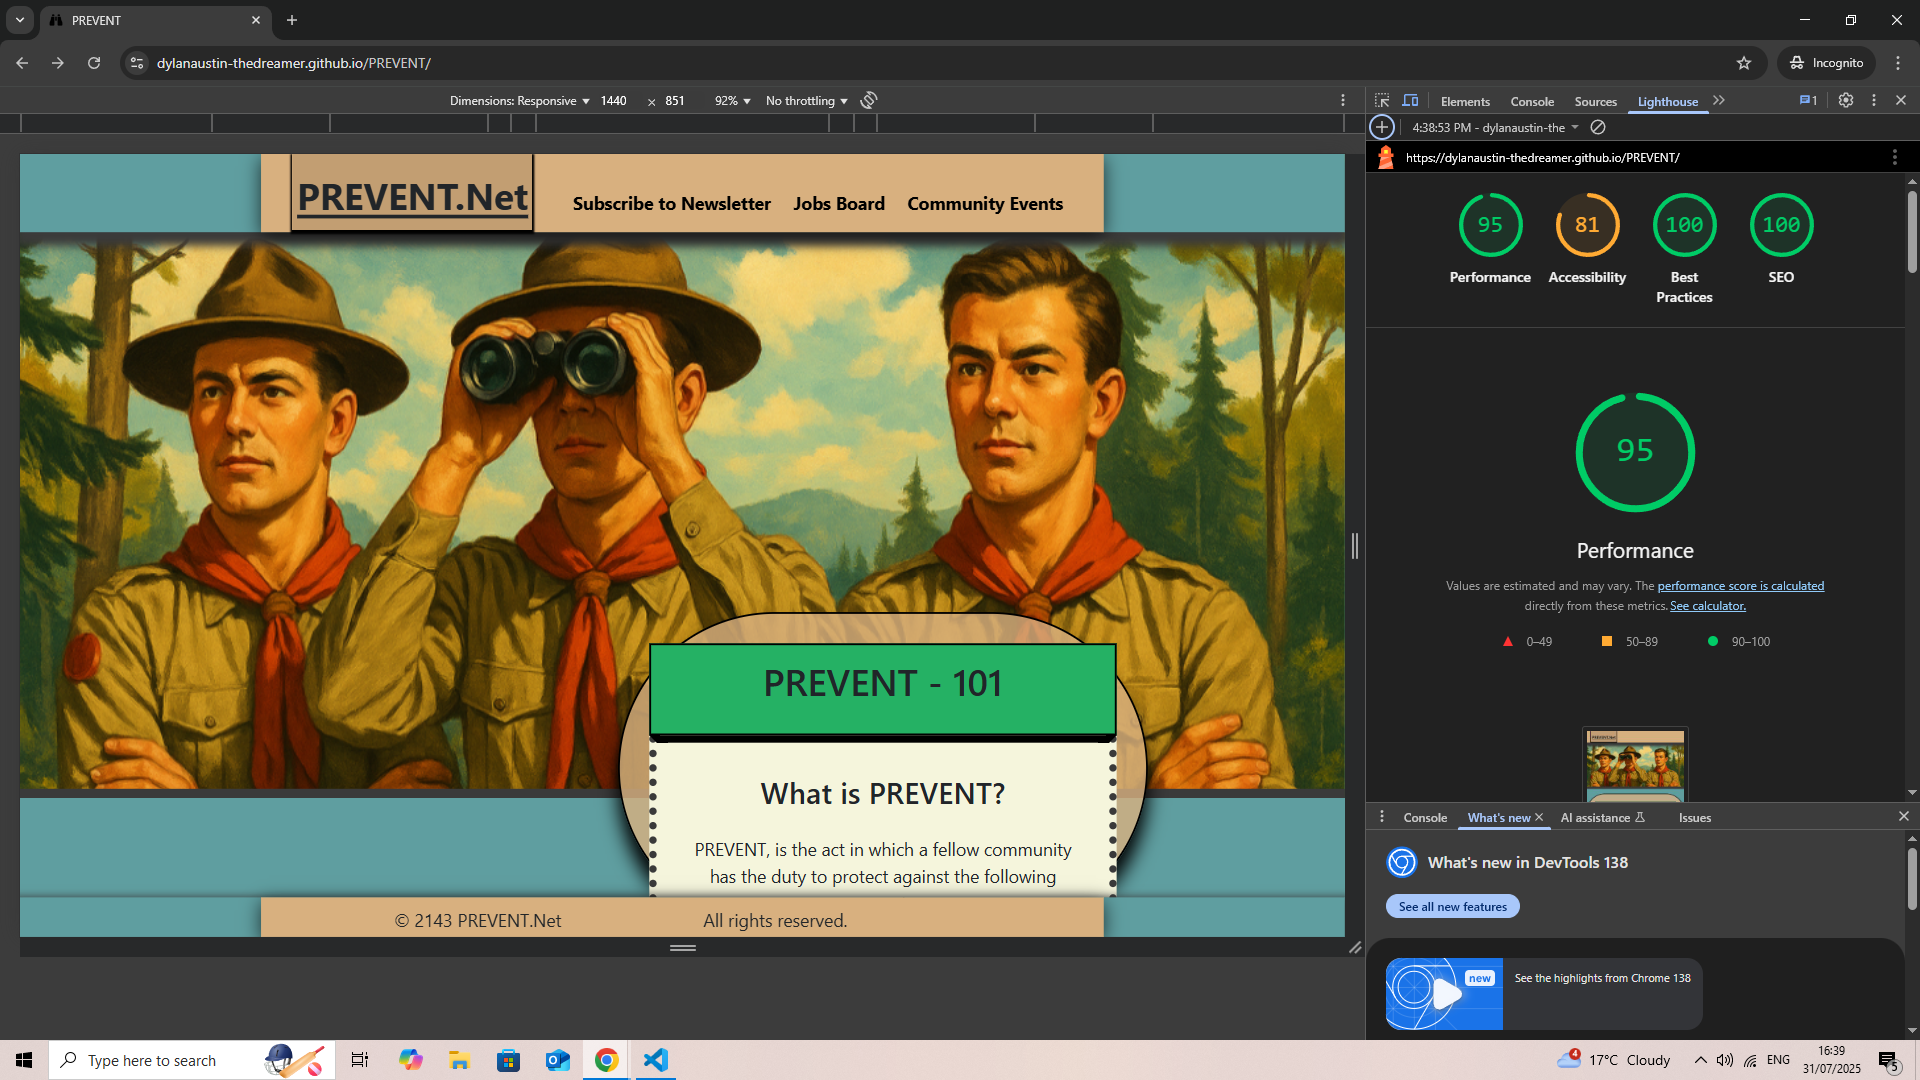 PREVENT
dylanaustin-thedreamer.github.io/PREVENT/
Incognito
Dimensions: Responsive 1440 × 851 92% No throttling
Elements Console Sources Lighthouse 1
4:38:53 PM - dylanaustin-the
https://dylanaustin-thedreamer.github.io/PREVENT/
PREVENT.Net
Subscribe to Newsletter Jobs Board Community Events
95 81 100 100
Performance Accessibility Best Practices SEO
95
Performance
Values are estimated and may vary. The performance score is calculated
directly from these metrics. See calculator.
0–49 50–89 90–100
PREVENT - 101
What is PREVENT?
PREVENT, is the act in which a fellow community
has the duty to protect against the following
© 2143 PREVENT.Net All rights reserved.
Console What's new AI assistance Issues
What's new in DevTools 138
See all new features
new
See the highlights from Chrome 138
Type here to search
4
17°C Cloudy
ENG
16:39
31/07/2025
5